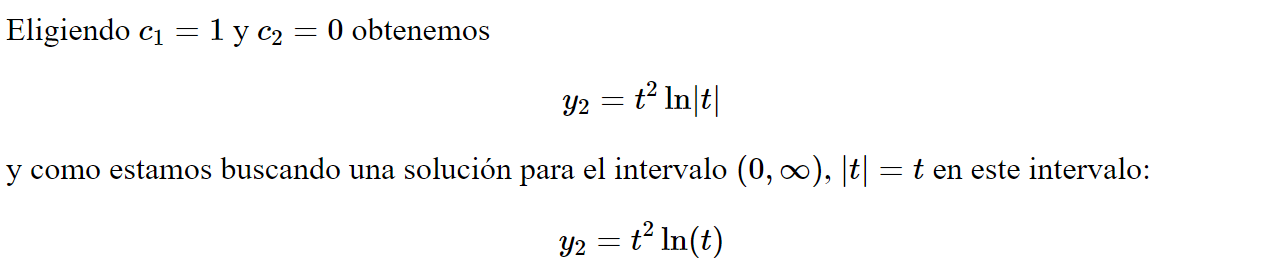 Eligiendo c₁ = 1 y c₂ = 0 obtenemos
y₂ = t² ln|t|
y como estamos buscando una solución para el intervalo (0, ∞), |t| = t en este intervalo:
y₂ = t² ln(t)